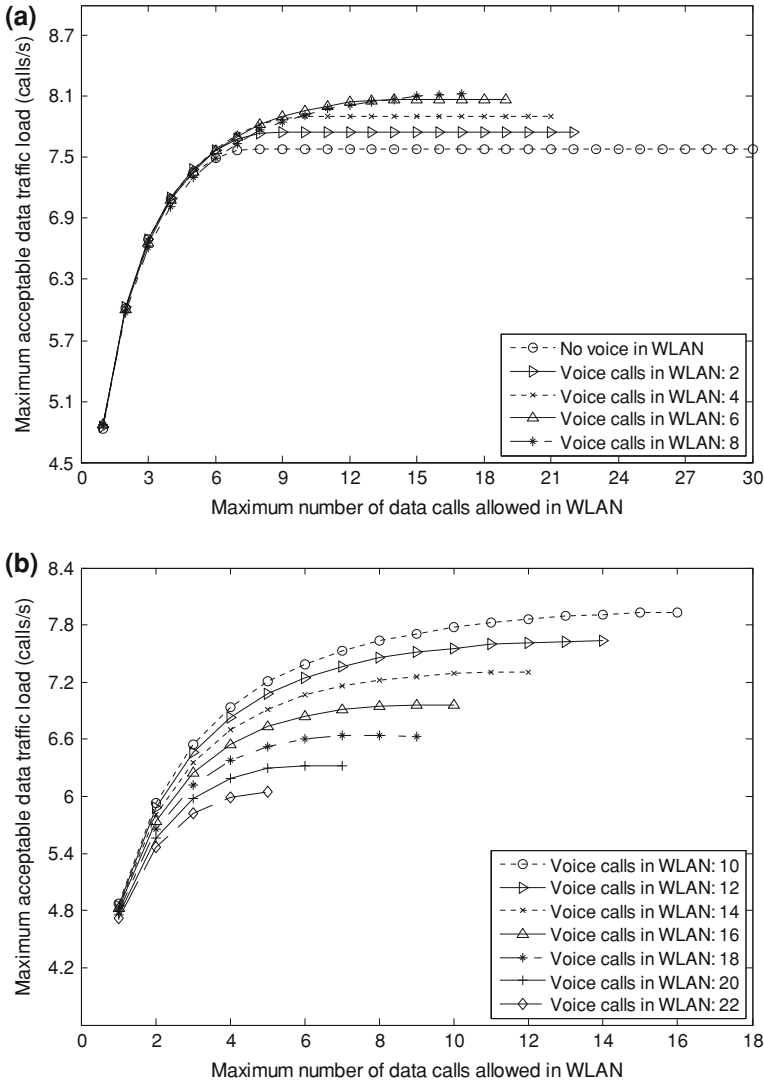 (a)
Maximum acceptable data traffic load (calls/s)
8.7
8.1
7.5
6.9
6.3
5.7
5.1
4.5
3 6 9 12 15 18 21 24 27 30
Maximum number of data calls allowed in WLAN
No voice in WLAN
Voice calls in WLAN: 2
Voice calls in WLAN: 4
Voice calls in WLAN: 6
Voice calls in WLAN: 8
(b)
Maximum acceptable data traffic load (calls/s)
8.4
7.8
7.2
6.6
6
5.4
4.8
4.2
0 2 4 6 8 10 12 14 16 18
Maximum number of data calls allowed in WLAN
Voice calls in WLAN: 10
Voice calls in WLAN: 12
Voice calls in WLAN: 14
Voice calls in WLAN: 16
Voice calls in WLAN: 18
Voice calls in WLAN: 20
Voice calls in WLAN: 22